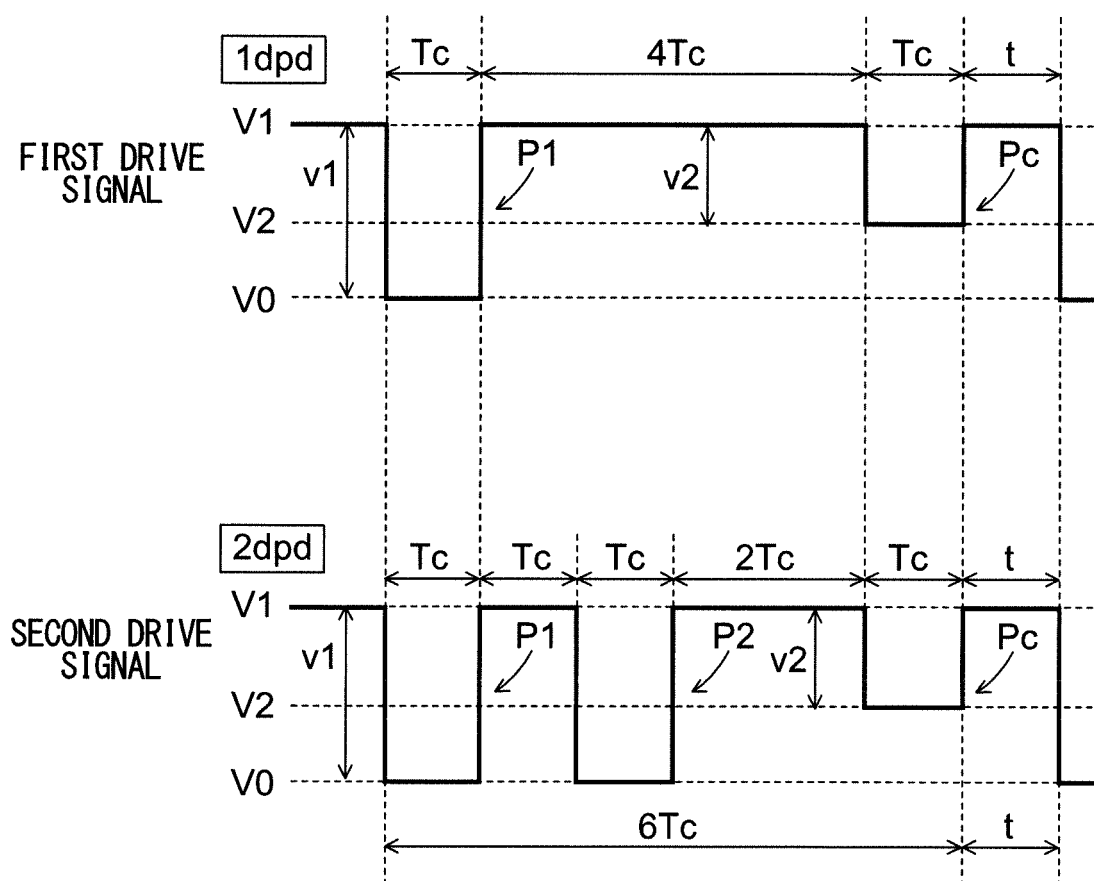 1dpd
Tc 4Tc Tc t
V1
FIRST DRIVE
SIGNAL
v1 P1 v2 Pc
V2
V0
2dpd
Tc Tc Tc 2Tc Tc t
V1
SECOND DRIVE
SIGNAL
v1 P1 P2 v2 Pc
V2
V0
6Tc t